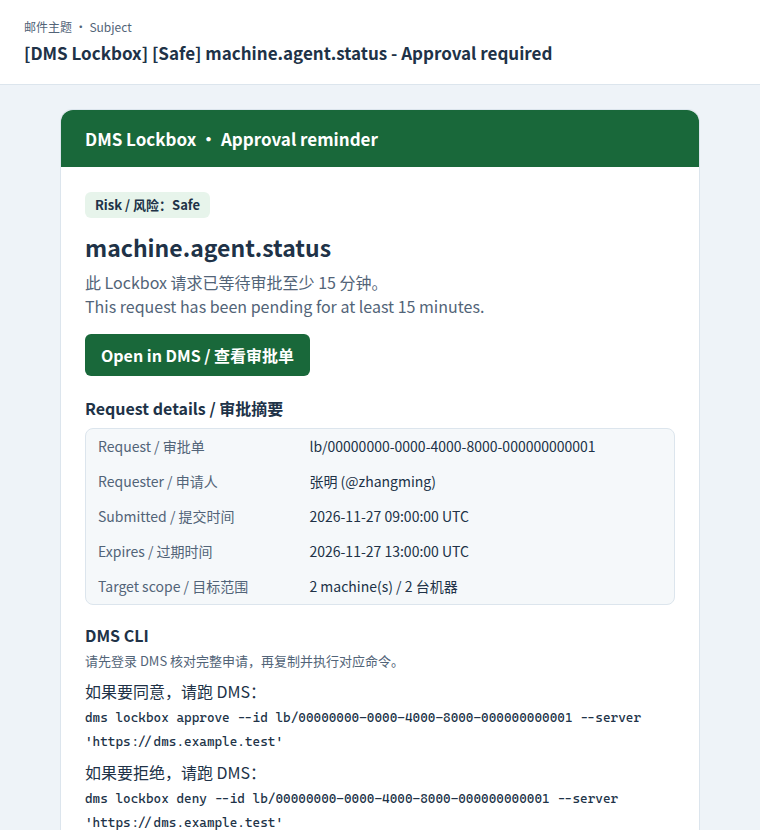 邮件主题 · Subject
[DMS Lockbox] [Safe] machine.agent.status - Approval required
DMS Lockbox · Approval reminder
Risk / 风险：Safe
machine.agent.status
此 Lockbox 请求已等待审批至少 15 分钟。
This request has been pending for at least 15 minutes.
Open in DMS / 查看审批单
Request details / 审批摘要
Request / 审批单 lb/00000000-0000-4000-8000-000000000001
Requester / 申请人 张明 (@zhangming)
Submitted / 提交时间 2026-11-27 09:00:00 UTC
Expires / 过期时间 2026-11-27 13:00:00 UTC
Target scope / 目标范围 2 machine(s) / 2 台机器
DMS CLI
请先登录 DMS 核对完整申请，再复制并执行对应命令。
如果要同意，请跑 DMS：
dms lockbox approve --id lb/00000000-0000-4000-8000-000000000001 --server
'https://dms.example.test'
如果要拒绝，请跑 DMS：
dms lockbox deny --id lb/00000000-0000-4000-8000-000000000001 --server
'https://dms.example.test'